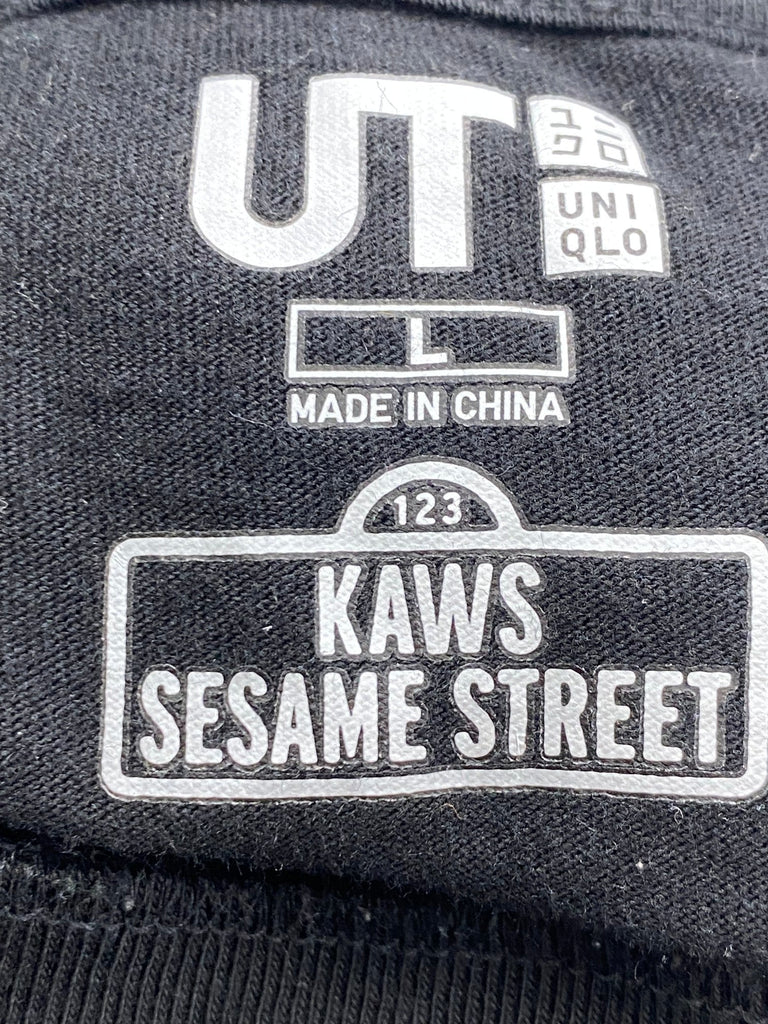 UT
ユニ
クロ
UNI
QLO
L
MADE IN CHINA
123
KAWS
SESAME STREET